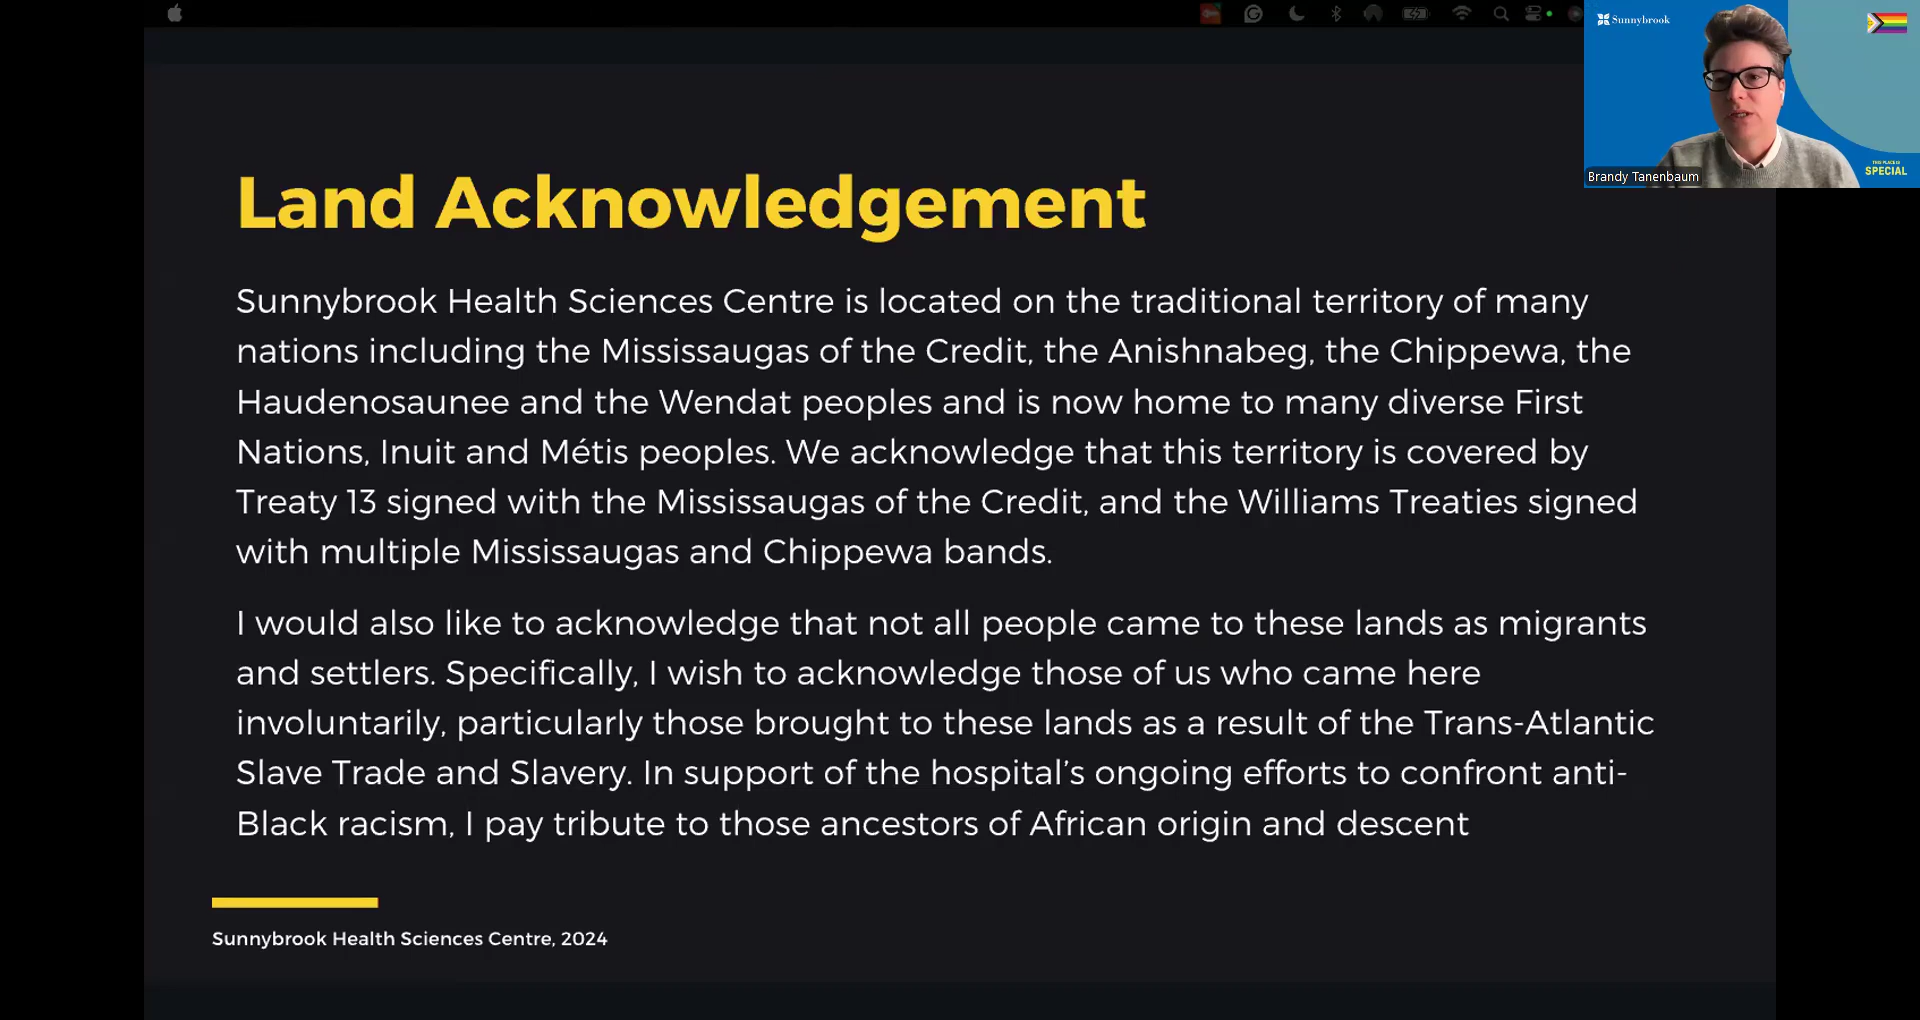 Sunnybrook
THIS PLACE IS
SPECIAL
Brandy Tanenbaum
Land Acknowledgement
Sunnybrook Health Sciences Centre is located on the traditional territory of many
nations including the Mississaugas of the Credit, the Anishnabeg, the Chippewa, the
Haudenosaunee and the Wendat peoples and is now home to many diverse First
Nations, Inuit and Métis peoples. We acknowledge that this territory is covered by
Treaty 13 signed with the Mississaugas of the Credit, and the Williams Treaties signed
with multiple Mississaugas and Chippewa bands.
I would also like to acknowledge that not all people came to these lands as migrants
and settlers. Specifically, I wish to acknowledge those of us who came here
involuntarily, particularly those brought to these lands as a result of the Trans-Atlantic
Slave Trade and Slavery. In support of the hospital’s ongoing efforts to confront anti-
Black racism, I pay tribute to those ancestors of African origin and descent
Sunnybrook Health Sciences Centre, 2024